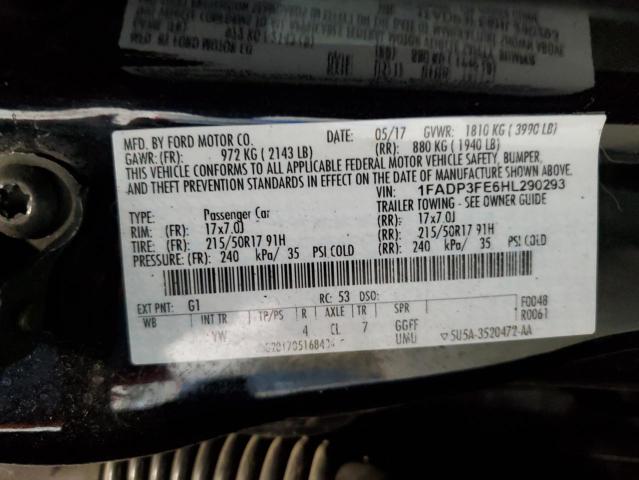 MFD. BY FORD MOTOR CO. DATE: 05/17 GVWR: 1810 KG ( 3990 LB)
GAWR: (FR): 972 KG ( 2143 LB) (RR): 880 KG ( 1940 LB)
THIS VEHICLE CONFORMS TO ALL APPLICABLE FEDERAL MOTOR VEHICLE SAFETY, BUMPER,
AND THEFT PREVENTION STANDARDS IN EFFECT ON THE DATE OF MANUFACTURE SHOWN ABOVE.
VIN: 1FADP3FE6HL290293
TYPE: Passenger Car TRAILER TOWING - SEE OWNER GUIDE
RIM: (FR): 17x7.0J (RR): 17x7.0J
TIRE: (FR): 215/50R17 91H (RR): 215/50R17 91H
PRESSURE: (FR): 240 kPa/ 35 PSI COLD (RR): 240 kPa/ 35 PSI COLD
EXT PNT: G1 RC: 53 DSO: F0048
WB INT TR TP/PS R AXLE TR SPR R0061
VW 4 CL 7 GGFF
UMU ▽5U5A-3520472-AA